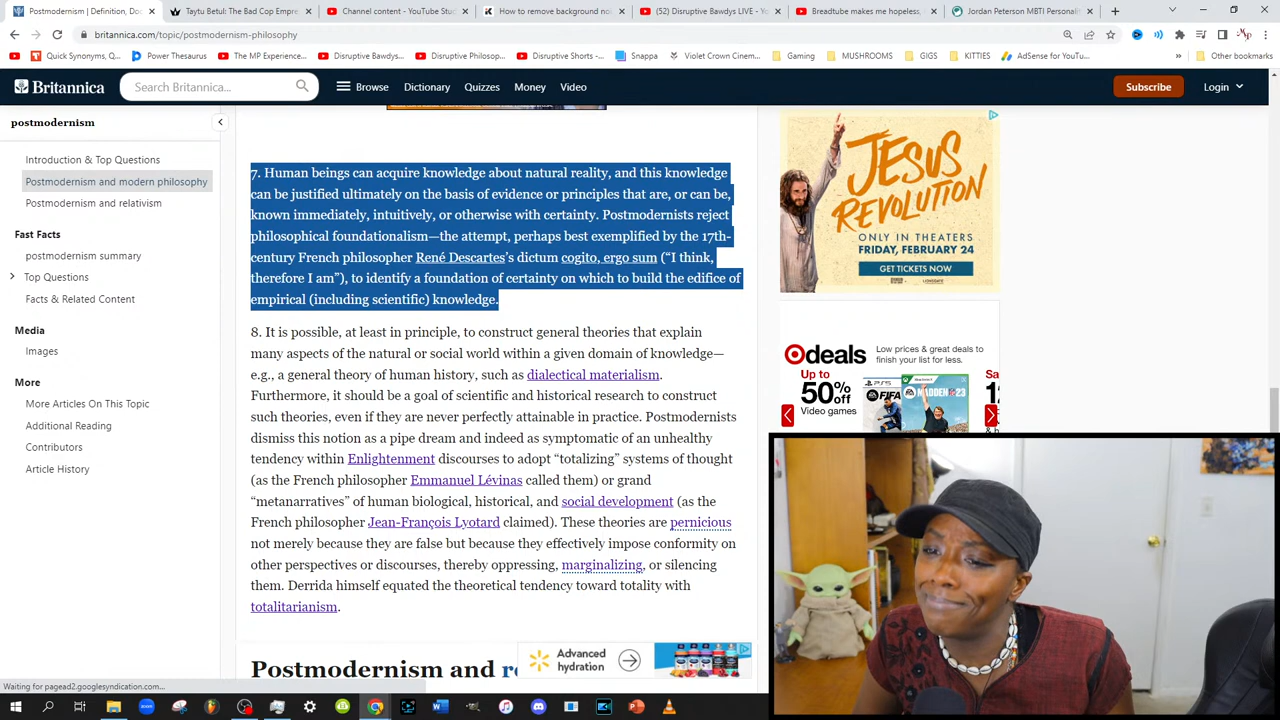 Postmodernism | Definition, Doc
Taytu Betul: The Bad Cop Empre
Channel content - YouTube Stud
How to remove background noi
(52) Disruptive Bawdys LIVE - Yo
Breadtube makes me hopeless,
Jordan Peterson MBTI Personali
britannica.com/topic/postmodernism-philosophy
Quick Synonyms, Q...
Power Thesaurus
The MP Experience...
Disruptive Bawdys...
Disruptive Philosop...
Disruptive Shorts -...
Snappa
Violet Crown Cinem...
Gaming
MUSHROOMS
GIGS
KITTIES
AdSense for YouTu...
Other bookmarks
Britannica
Search Britannica...
Browse
Dictionary
Quizzes
Money
Video
Subscribe
Login
postmodernism
Introduction & Top Questions
Postmodernism and modern philosophy
Postmodernism and relativism
Fast Facts
postmodernism summary
Top Questions
Facts & Related Content
Media
Images
More
More Articles On This Topic
Additional Reading
Contributors
Article History
7. Human beings can acquire knowledge about natural reality, and this knowledge
can be justified ultimately on the basis of evidence or principles that are, or can be,
known immediately, intuitively, or otherwise with certainty. Postmodernists reject
philosophical foundationalism—the attempt, perhaps best exemplified by the 17th-
century French philosopher René Descartes's dictum cogito, ergo sum (“I think,
therefore I am”), to identify a foundation of certainty on which to build the edifice of
empirical (including scientific) knowledge.
8. It is possible, at least in principle, to construct general theories that explain
many aspects of the natural or social world within a given domain of knowledge—
e.g., a general theory of human history, such as dialectical materialism.
Furthermore, it should be a goal of scientific and historical research to construct
such theories, even if they are never perfectly attainable in practice. Postmodernists
dismiss this notion as a pipe dream and indeed as symptomatic of an unhealthy
tendency within Enlightenment discourses to adopt “totalizing” systems of thought
(as the French philosopher Emmanuel Lévinas called them) or grand
“metanarratives” of human biological, historical, and social development (as the
French philosopher Jean-François Lyotard claimed). These theories are pernicious
not merely because they are false but because they effectively impose conformity on
other perspectives or discourses, thereby oppressing, marginalizing, or silencing
them. Derrida himself equated the theoretical tendency toward totality with
totalitarianism.
Postmodernism and re
Advanced
hydration
JESUS
REVOLUTION
ONLY IN THEATERS
FRIDAY, FEBRUARY 24
GET TICKETS NOW
deals
Low prices & great deals to
finish your list for less.
Up to
50%
Video games
PS5
FIFA
MADDEN 23
Sa
Waiting for pagead2.googlesyndication.com...